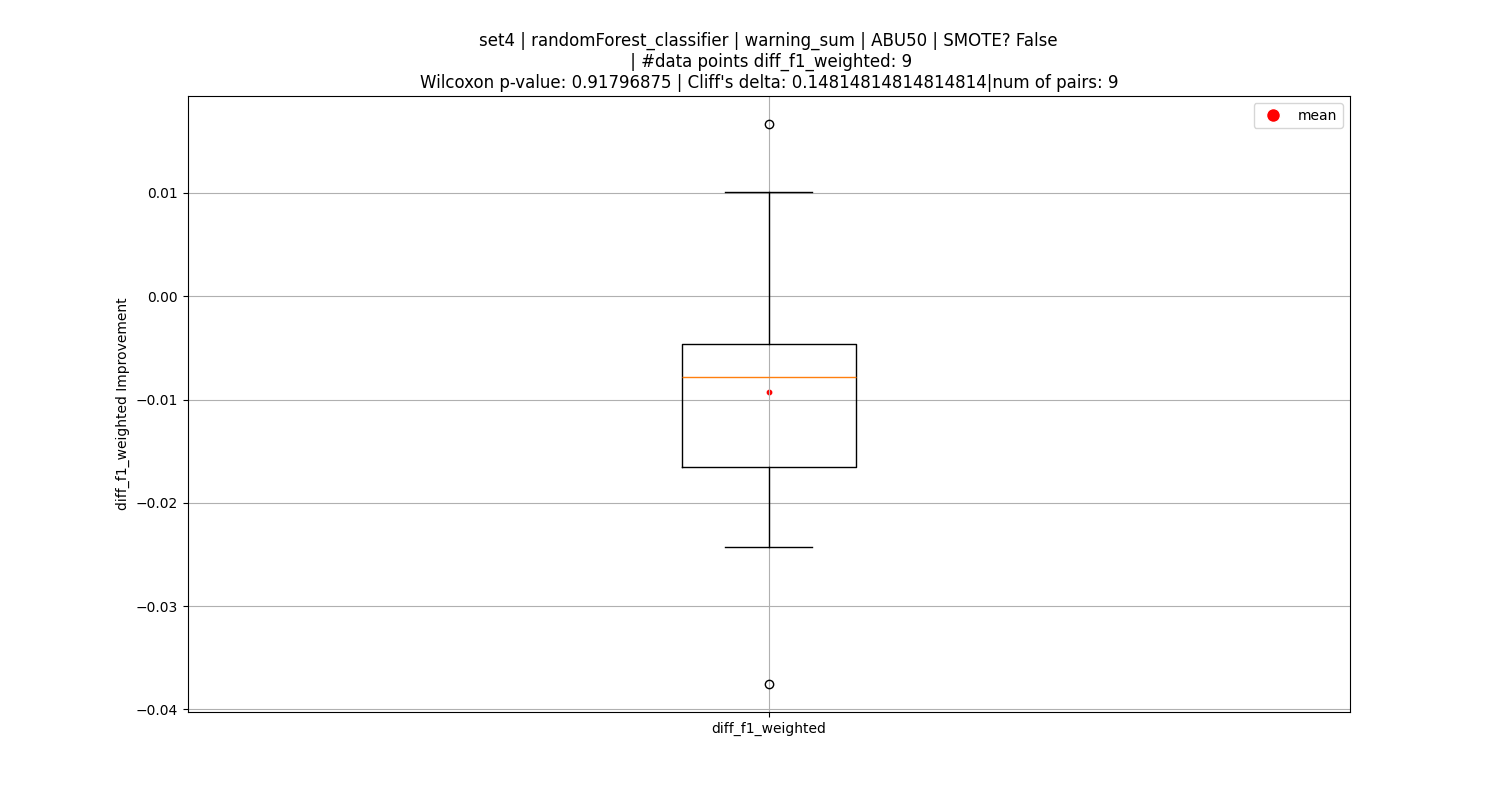 set4 | randomForest_classifier | warning_sum | ABU50 | SMOTE? False
| #data points diff_f1_weighted: 9
Wilcoxon p-value: 0.91796875 | Cliff's delta: 0.14814814814814814|num of pairs: 9
mean
0.01
0.00
−0.01
−0.02
−0.03
−0.04
diff_f1_weighted Improvement
diff_f1_weighted